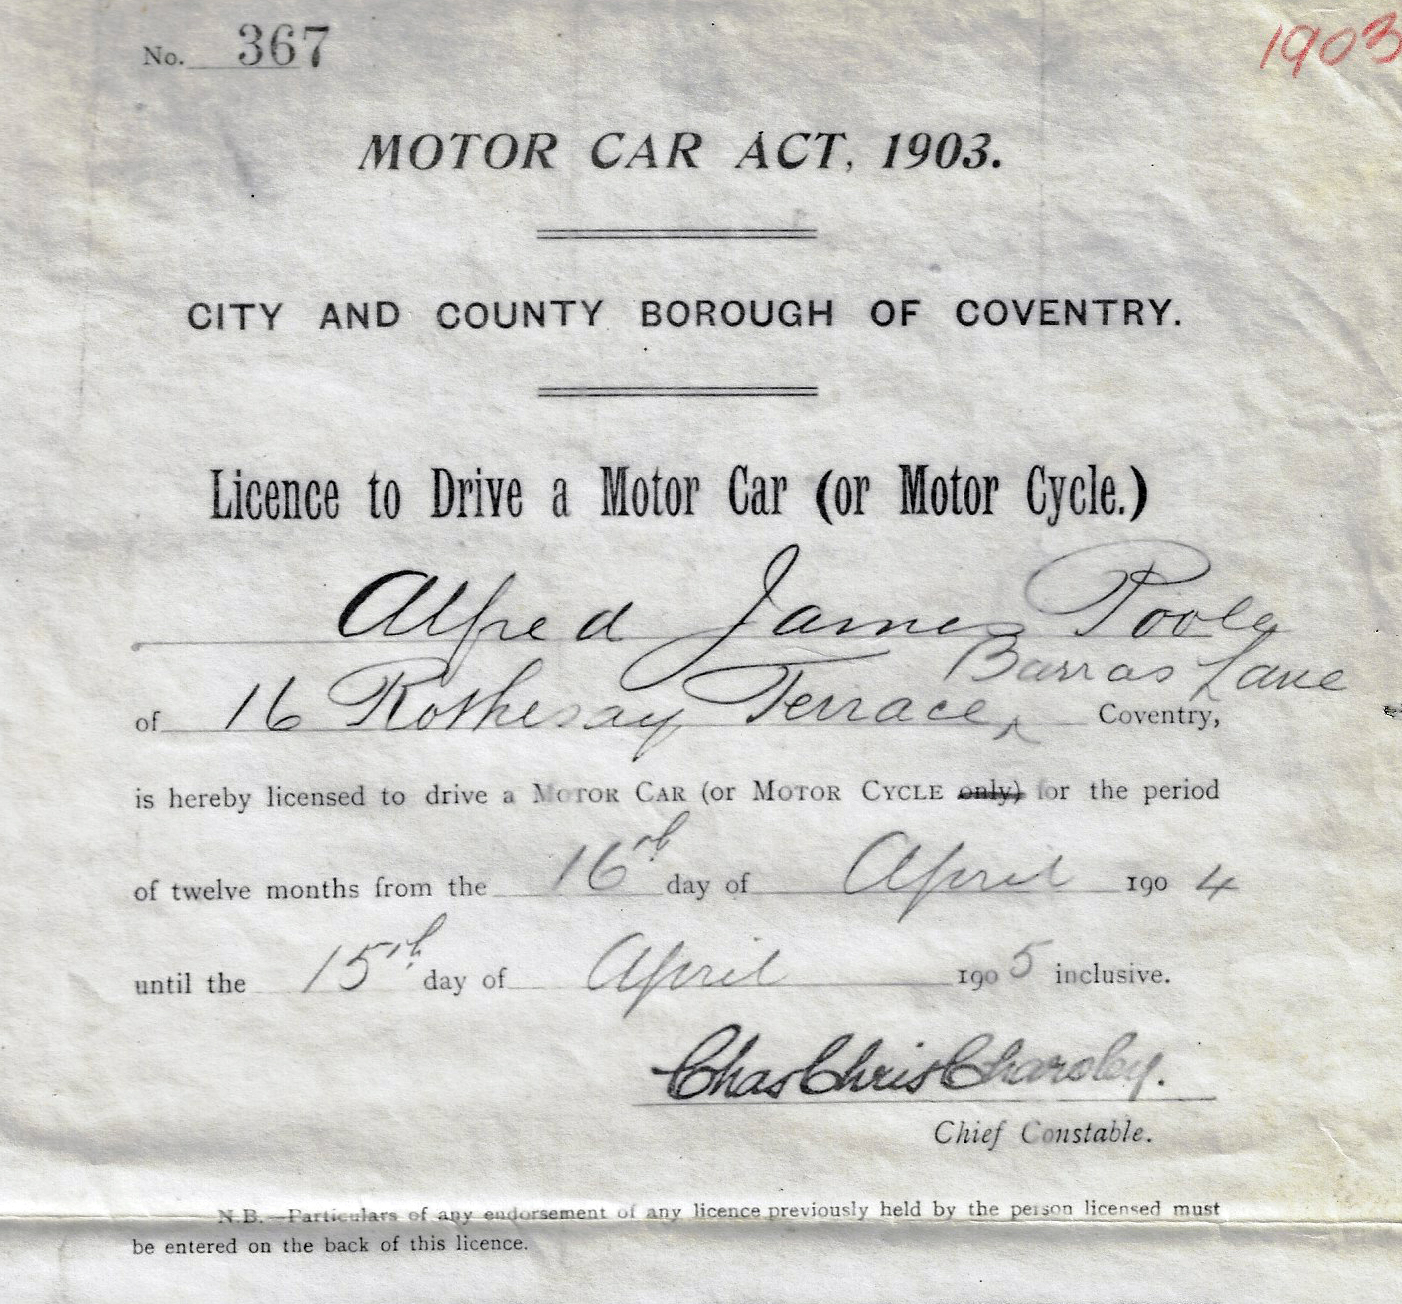 No. 367
1903
MOTOR CAR ACT, 1903.
CITY AND COUNTY BOROUGH OF COVENTRY.
Licence to Drive a Motor Car (or Motor Cycle.)
Alfred James Poole
Barras Lane
of 16 Rothesay Terrace, ‸ Coventry,
is hereby licensed to drive a MOTOR CAR (or MOTOR CYCLE only) for the period
of twelve months from the 16th day of April 1904
until the 15th day of April 1905 inclusive.
Chas Chris Charsley.
Chief Constable.
N.B.—Particulars of any endorsement of any licence previously held by the person licensed must
be entered on the back of this licence.